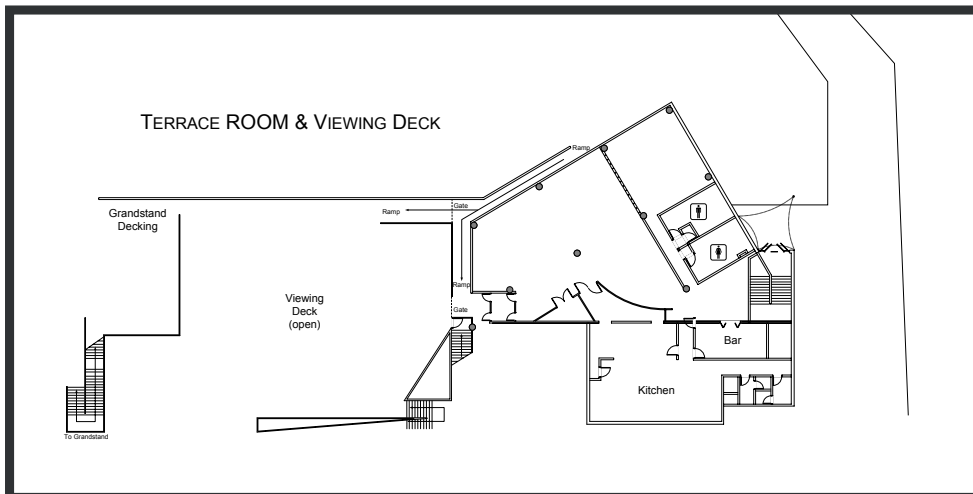 TERRACE ROOM & VIEWING DECK
Ramp
Grandstand
Decking
Ramp
Gate
Ramp
Viewing
Deck
(open)
Gate
Bar
Kitchen
To Grandstand